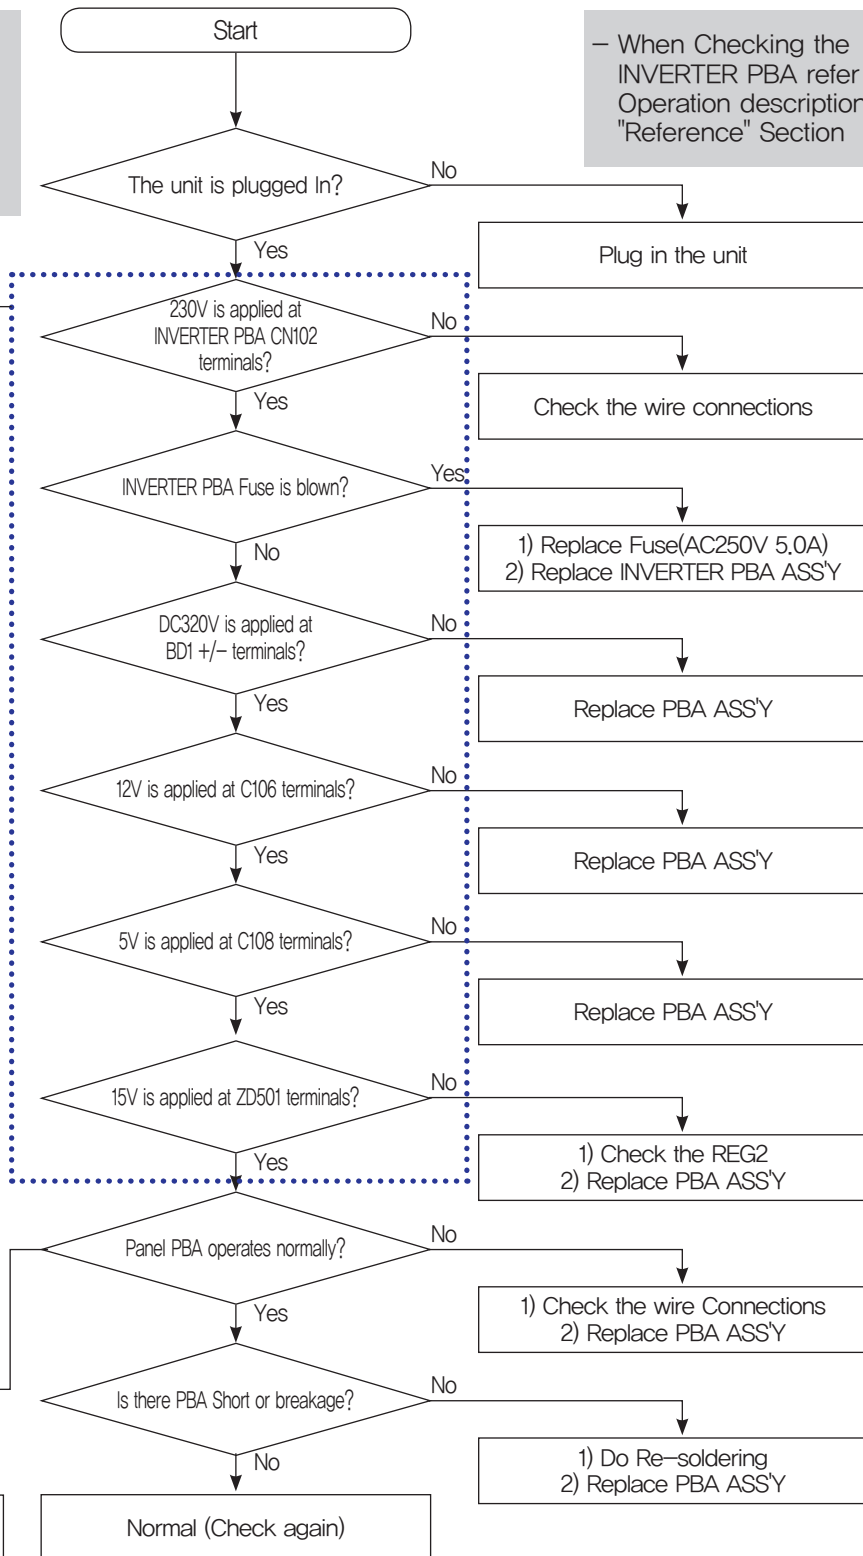 Start
– When Checking the
INVERTER PBA refer
Operation description
"Reference" Section
The unit is plugged In?
No
Yes
Plug in the unit
230V is applied at
INVERTER PBA CN102
terminals?
No
Yes
Check the wire connections
INVERTER PBA Fuse is blown?
Yes
No
1) Replace Fuse(AC250V 5.0A)
2) Replace INVERTER PBA ASS'Y
DC320V is applied at
BD1 +/- terminals?
No
Yes
Replace PBA ASS'Y
12V is applied at C106 terminals?
No
Yes
Replace PBA ASS'Y
5V is applied at C108 terminals?
No
Yes
Replace PBA ASS'Y
15V is applied at ZD501 terminals?
No
Yes
1) Check the REG2
2) Replace PBA ASS'Y
Panel PBA operates normally?
No
Yes
1) Check the wire Connections
2) Replace PBA ASS'Y
Is there PBA Short or breakage?
No
No
1) Do Re-soldering
2) Replace PBA ASS'Y
Normal (Check again)